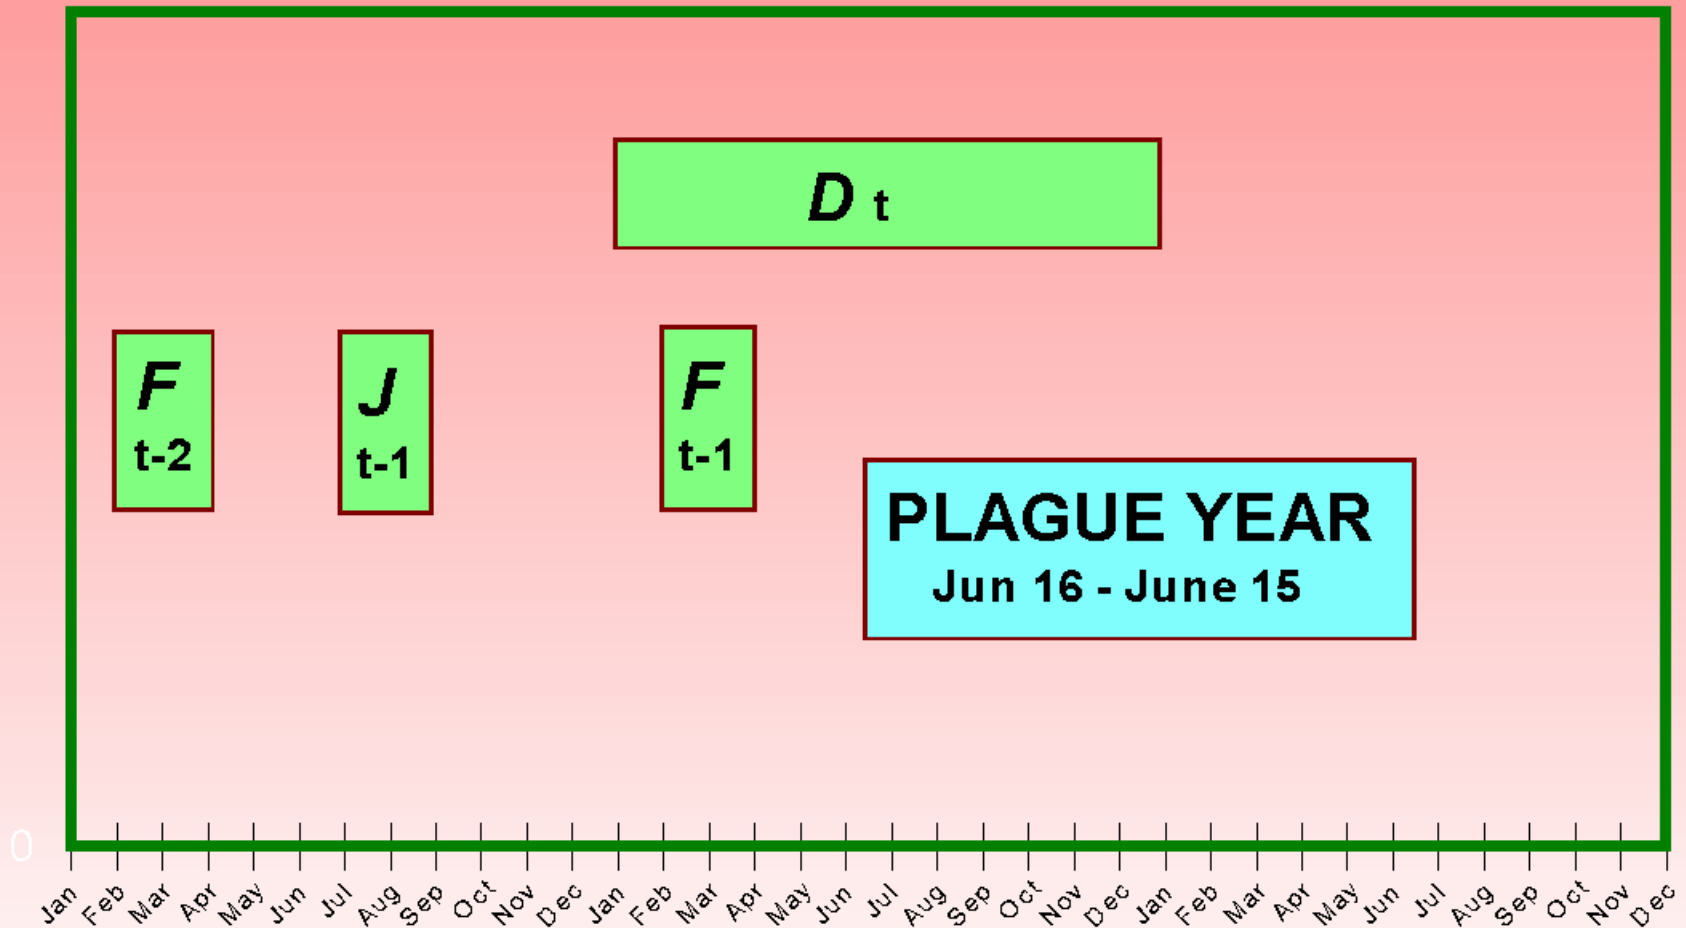 D t
F
t-2
J
t-1
F
t-1
PLAGUE YEAR
Jun 16 - June 15
0
Jan Feb Mar Apr May Jun Jul Aug Sep Oct Nov Dec Jan Feb Mar Apr May Jun Jul Aug Sep Oct Nov Dec Jan Feb Mar Apr May Jun Jul Aug Sep Oct Nov Dec